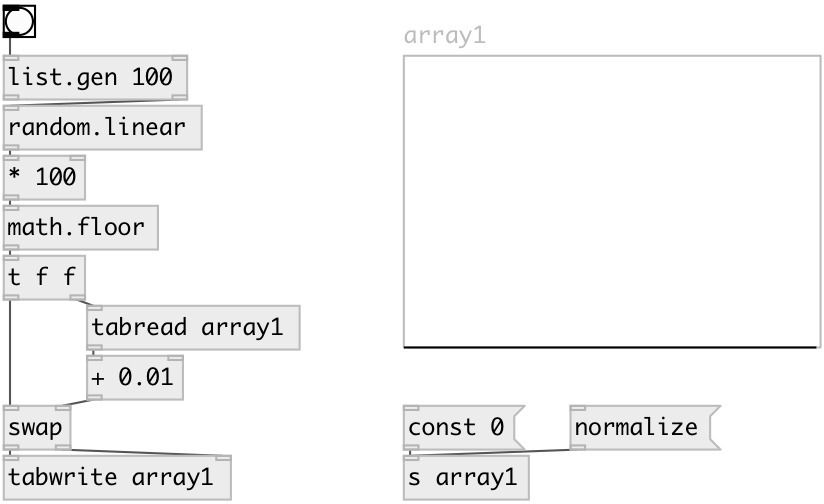 array1
list.gen 100
random.linear
* 100
math.floor
t f f
tabread array1
+ 0.01
swap
const 0
normalize
tabwrite array1
s array1